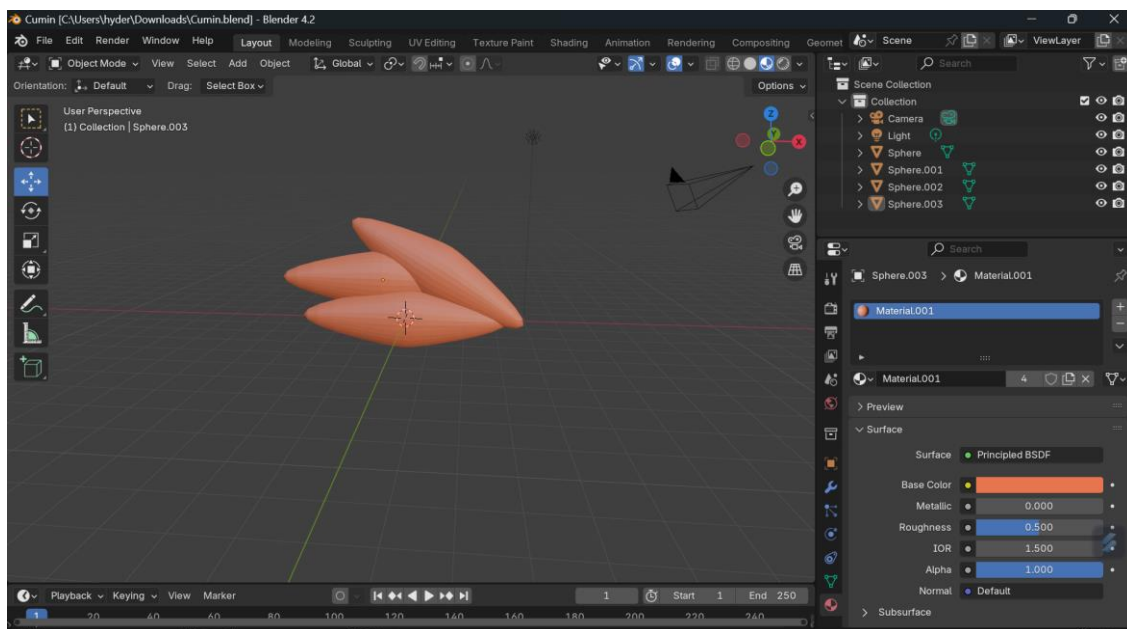 Cumin [C:\Users\hyder\Downloads\Cumin.blend] - Blender 4.2
File Edit Render Window Help Layout Modeling Sculpting UV Editing Texture Paint Shading Animation Rendering Compositing Geomet Scene ViewLayer
Object Mode View Select Add Object Global Search
Orientation: Default Drag: Select Box Options
User Perspective
(1) Collection | Sphere.003
Z
Y
X
Scene Collection
Collection
Camera
Light
Sphere
Sphere.001
Sphere.002
Sphere.003
Search
Sphere.003 > Material.001
Material.001
Material.001 4
Preview
Surface
Surface Principled BSDF
Base Color
Metallic 0.000
Roughness 0.500
IOR 1.500
Alpha 1.000
Normal Default
Subsurface
Playback Keying View Marker 1 Start 1 End 250
1 20 40 60 80 100 120 140 160 180 200 220 240